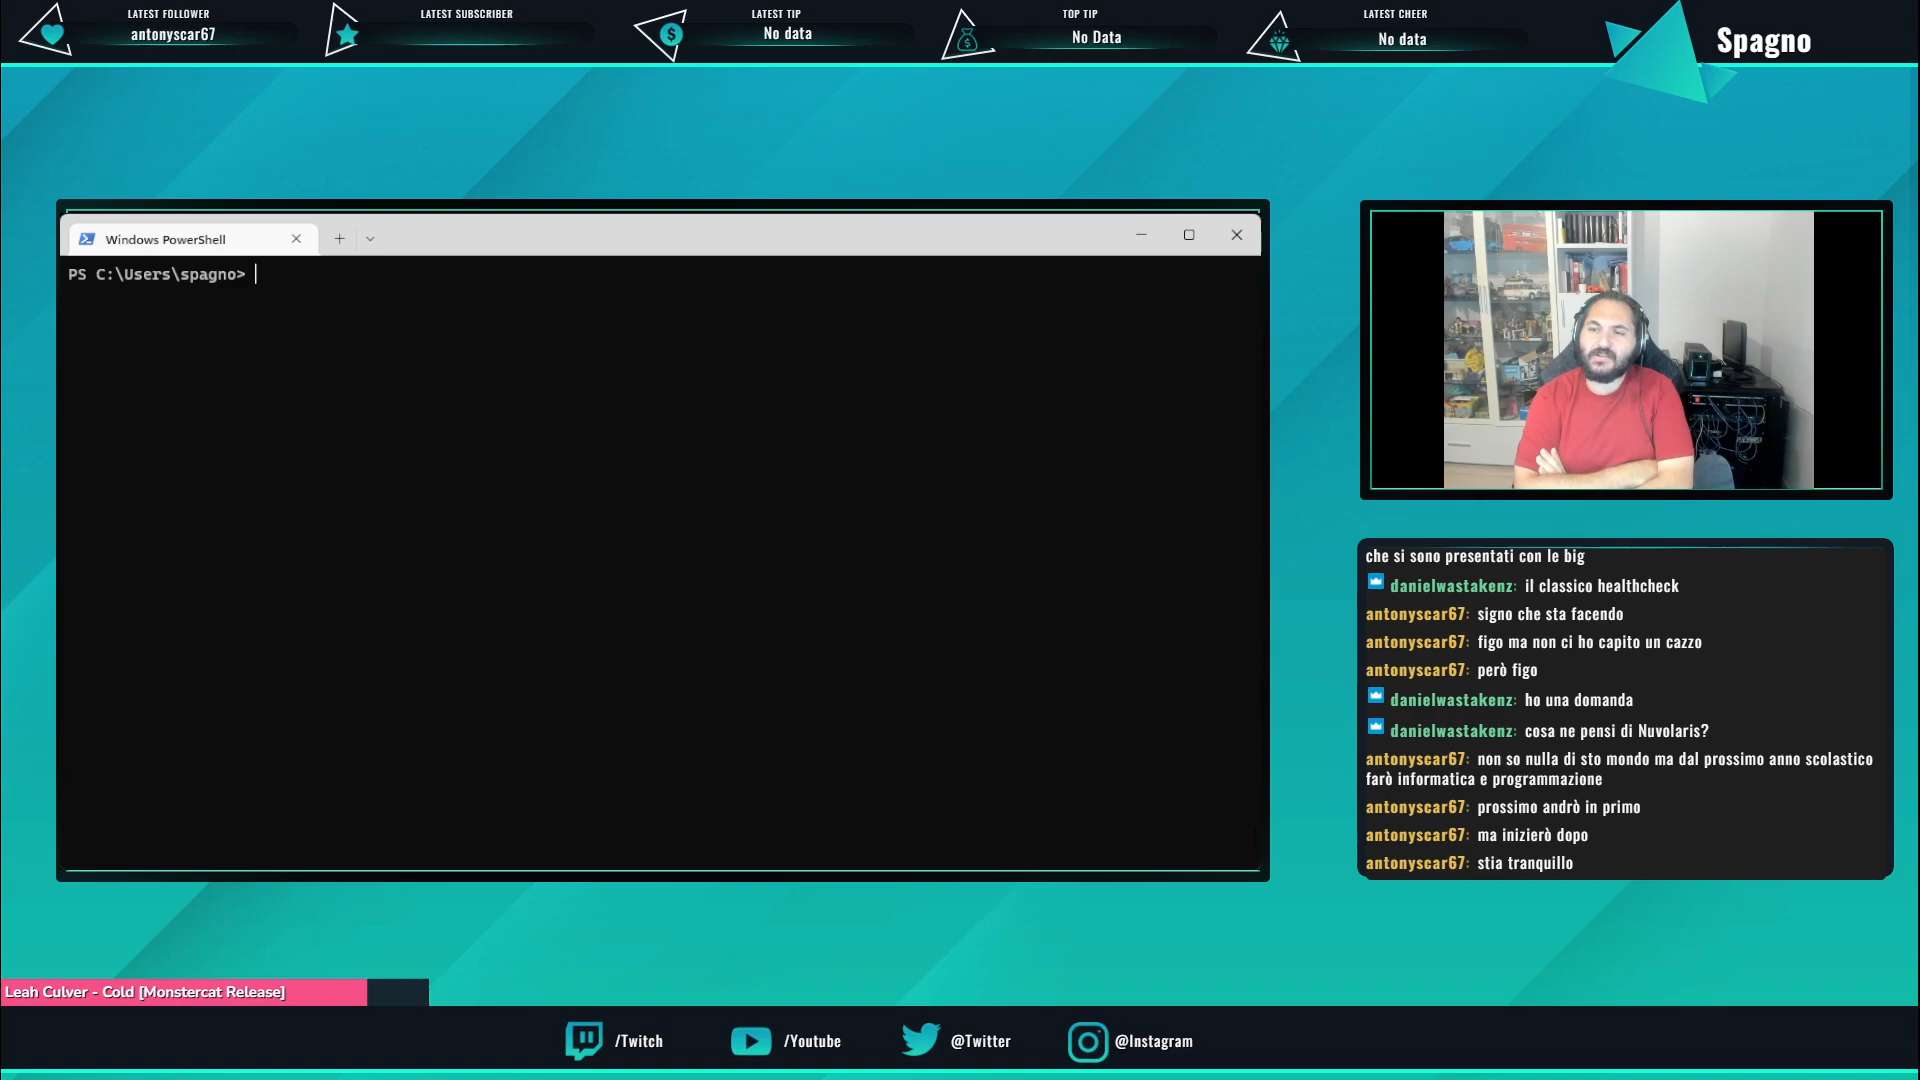 LATEST FOLLOWER
antonyscar67
LATEST SUBSCRIBER
LATEST TIP
No data
TOP TIP
No Data
LATEST CHEER
No data
Spagno
Windows PowerShell
PS C:\Users\spagno>
che si sono presentati con le big
danielwastakenz: il classico healthcheck
antonyscar67: signo che sta facendo
antonyscar67: figo ma non ci ho capito un cazzo
antonyscar67: però figo
danielwastakenz: ho una domanda
danielwastakenz: cosa ne pensi di Nuvolaris?
antonyscar67: non so nulla di sto mondo ma dal prossimo anno scolastico
farò informatica e programmazione
antonyscar67: prossimo andrò in primo
antonyscar67: ma inizierò dopo
antonyscar67: stia tranquillo
Leah Culver - Cold [Monstercat Release]
/Twitch
/Youtube
@Twitter
@Instagram